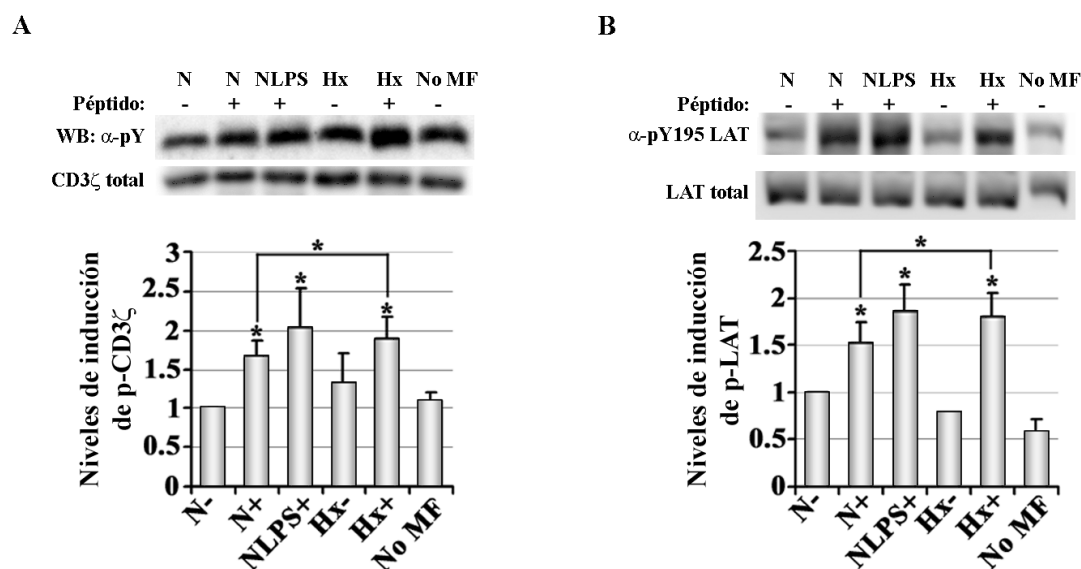 A
N N NLPS Hx Hx No MF
Péptido: - + + - + -
WB: α-pY
CD3ζ total
Niveles de inducción
de p-CD3ζ
3
2.5
2
1.5
1
0.5
0
*
*
*
*
N- N+ NLPS+ Hx- Hx+ No MF
B
N N NLPS Hx Hx No MF
Péptido: - + + - + -
α-pY195 LAT
LAT total
Niveles de inducción
de p-LAT
2.5
2
1.5
1
0.5
0
*
*
*
*
N- N+ NLPS+ Hx- Hx+ No MF